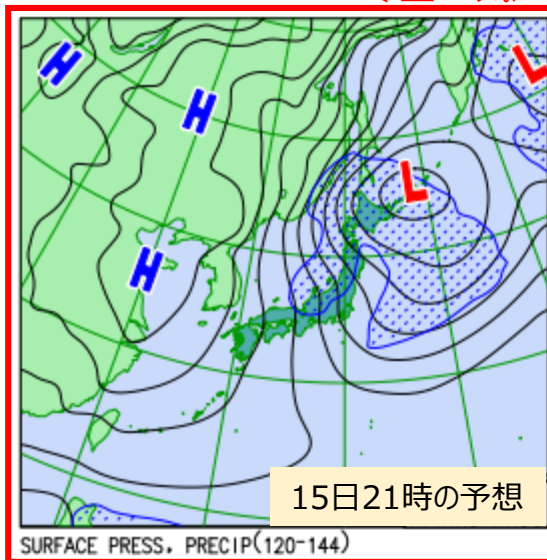 H
H
L
L
H
15日21時の予想
SURFACE PRESS, PRECIP(120-144)